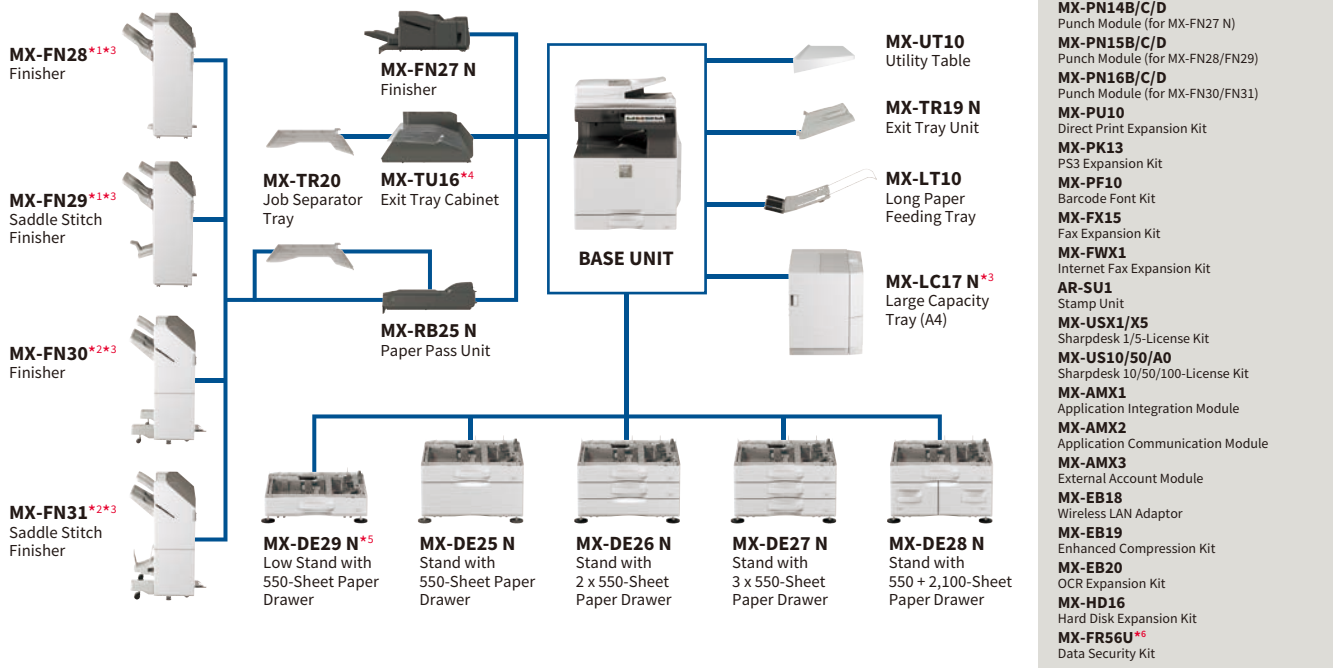 MX-FN28*1*3
Finisher
MX-FN29*1*3
Saddle Stitch
Finisher
MX-FN30*2*3
Finisher
MX-FN31*2*3
Saddle Stitch
Finisher
MX-FN27 N
Finisher
MX-TR20
Job Separator
Tray
MX-TU16*4
Exit Tray Cabinet
MX-RB25 N
Paper Pass Unit
BASE UNIT
MX-UT10
Utility Table
MX-TR19 N
Exit Tray Unit
MX-LT10
Long Paper
Feeding Tray
MX-LC17 N*3
Large Capacity
Tray (A4)
MX-DE29 N*5
Low Stand with
550-Sheet Paper
Drawer
MX-DE25 N
Stand with
550-Sheet Paper
Drawer
MX-DE26 N
Stand with
2 x 550-Sheet
Paper Drawer
MX-DE27 N
Stand with
3 x 550-Sheet
Paper Drawer
MX-DE28 N
Stand with
550 + 2,100-Sheet
Paper Drawer
MX-PN14B/C/D
Punch Module (for MX-FN27 N)
MX-PN15B/C/D
Punch Module (for MX-FN28/FN29)
MX-PN16B/C/D
Punch Module (for MX-FN30/FN31)
MX-PU10
Direct Print Expansion Kit
MX-PK13
PS3 Expansion Kit
MX-PF10
Barcode Font Kit
MX-FX15
Fax Expansion Kit
MX-FWX1
Internet Fax Expansion Kit
AR-SU1
Stamp Unit
MX-USX1/X5
Sharpdesk 1/5-License Kit
MX-US10/50/A0
Sharpdesk 10/50/100-License Kit
MX-AMX1
Application Integration Module
MX-AMX2
Application Communication Module
MX-AMX3
External Account Module
MX-EB18
Wireless LAN Adaptor
MX-EB19
Enhanced Compression Kit
MX-EB20
OCR Expansion Kit
MX-HD16
Hard Disk Expansion Kit
MX-FR56U*6
Data Security Kit